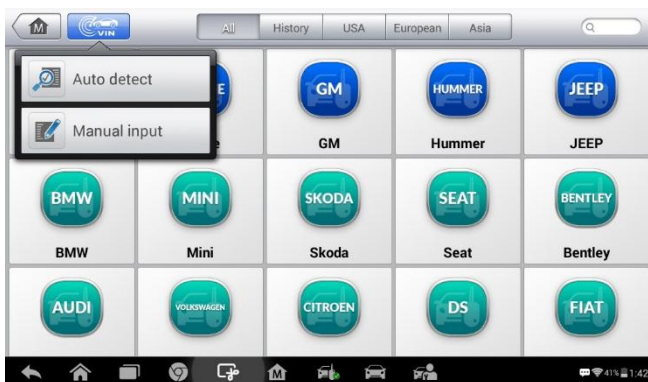 M VIN All History USA European Asia
Auto detect
Manual input
E GM HUMMER JEEP
e GM Hummer JEEP
BMW MINI SKODA SEAT BENTLEY
BMW Mini Skoda Seat Bentley
AUDI VOLKSWAGEN CITROEN DS FIAT
M 41% 1:42